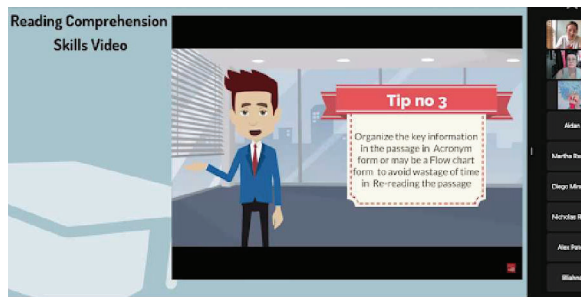 Reading Comprehension
Skills Video
Tip no 3
Organize the key information
in the passage in Acronym
form or may be a Flow chart
form to avoid wastage of time
in Re-reading the passage
Aidan
Martha
Diego
Nicholas
Alex